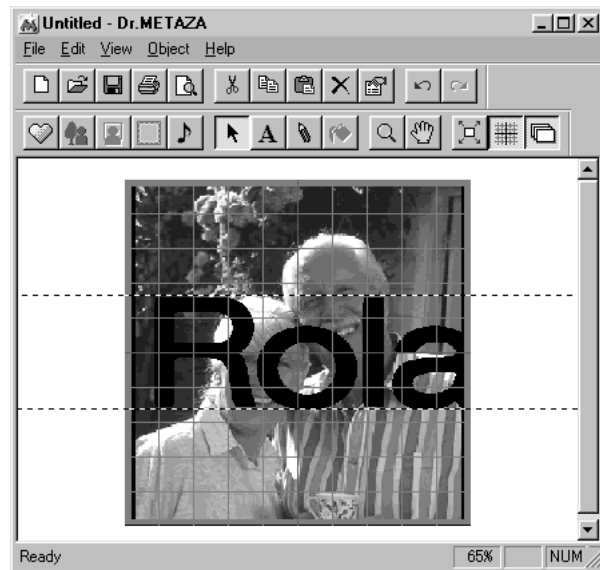 Untitled - Dr.METAZA
File Edit View Object Help
A
Rola
Ready 65% NUM